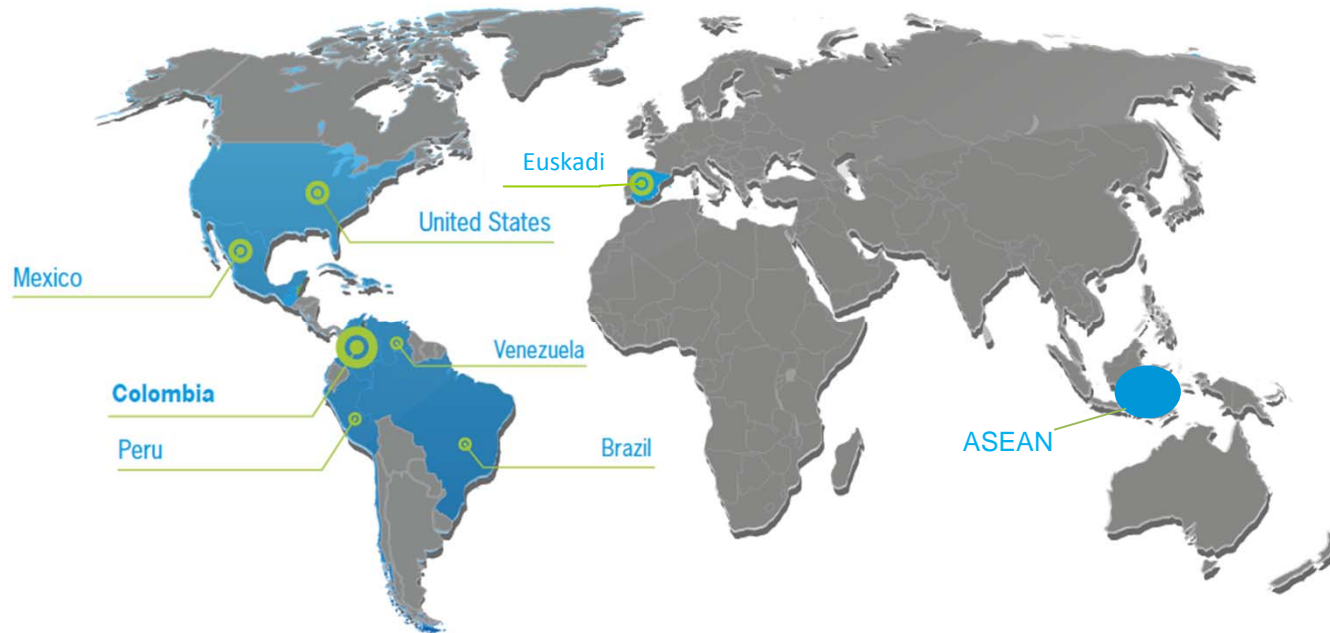 Euskadi
United States
Mexico
Venezuela
Colombia
Peru
Brazil
ASEAN